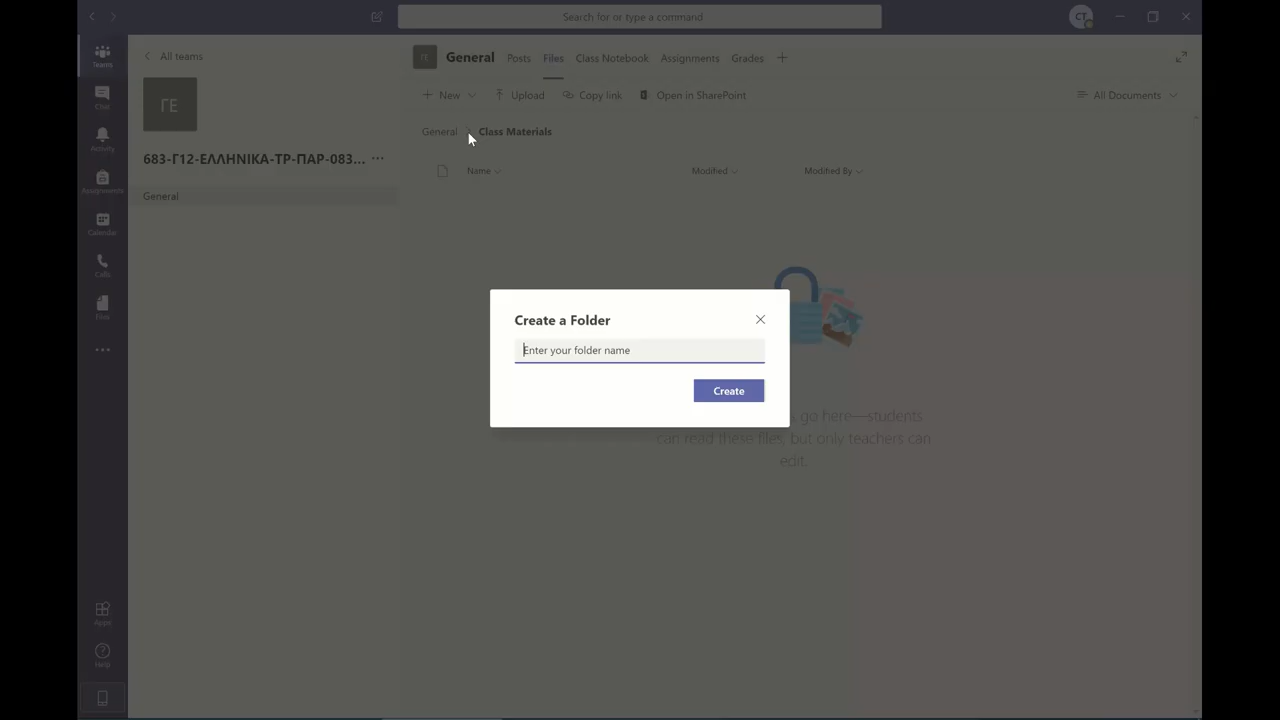 Search for or type a command
CT
Teams
Chat
Activity
Assignments
Calendar
Calls
Files
Apps
Help
All teams
ΓΕ
683-Γ12-ΕΛΛΗΝΙΚΑ-ΤΡ-ΠΑΡ-083...
General
ΓΕ General Posts Files Class Notebook Assignments Grades
New Upload Copy link Open in SharePoint All Documents
General > Class Materials
Name Modified Modified By
Create a Folder
Enter your folder name
Create
go here—students
can read these files, but only teachers can
edit.